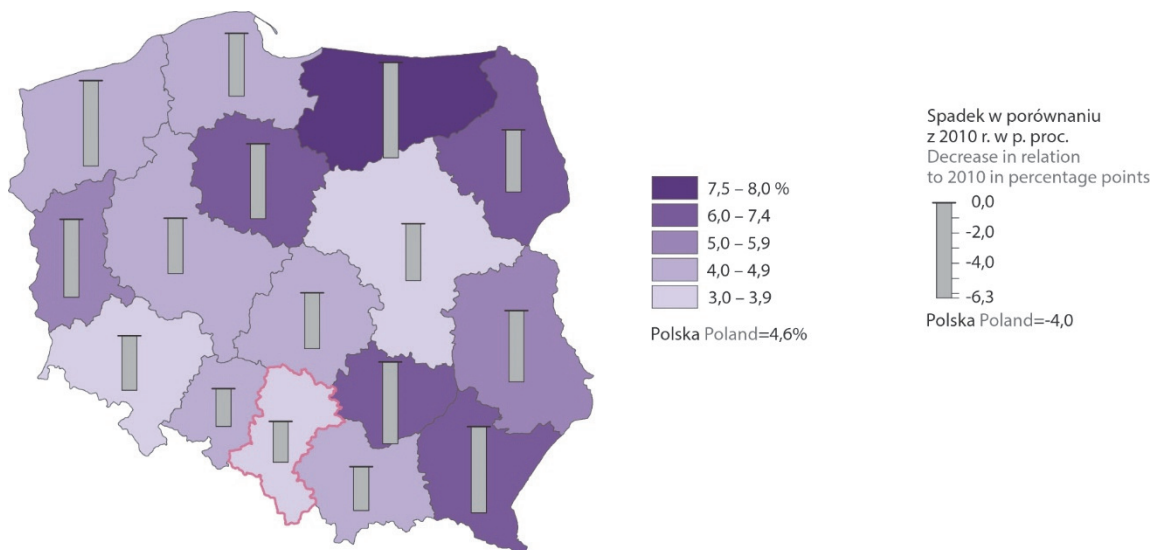 7,5 – 8,0 %
6,0 – 7,4
5,0 – 5,9
4,0 – 4,9
3,0 – 3,9
Polska Poland=4,6%
Spadek w porównaniu
z 2010 r. w p. proc.
Decrease in relation
to 2010 in percentage points
0,0
-2,0
-4,0
-6,3
Polska Poland=-4,0